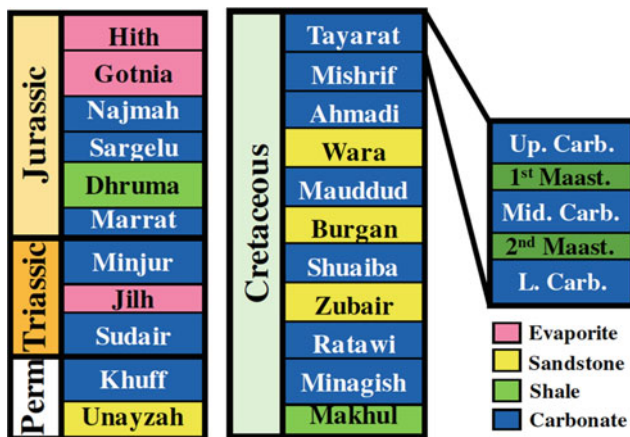 Jurassic
Hith
Gotnia
Najmah
Sargelu
Dhruma
Marrat
Triassic
Minjur
Jilh
Sudair
Perm
Khuff
Unayzah
Cretaceous
Tayarat
Mishrif
Ahmadi
Wara
Mauddud
Burgan
Shuaiba
Zubair
Ratawi
Minagish
Makhul
Up. Carb.
1st Maast.
Mid. Carb.
2nd Maast.
L. Carb.
Evaporite
Sandstone
Shale
Carbonate